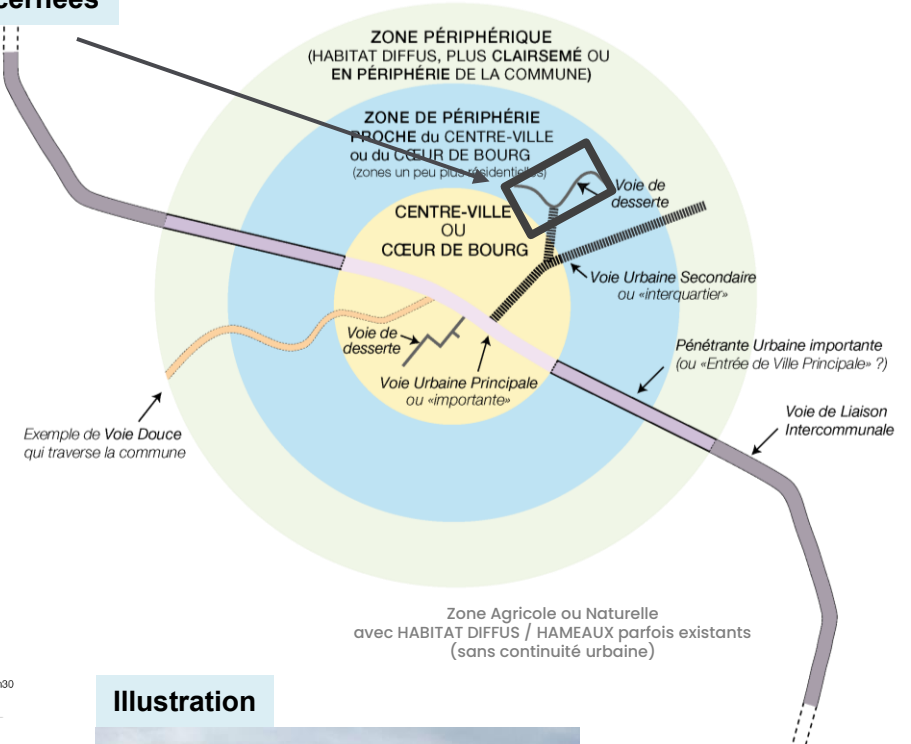 ZONE PÉRIPHÉRIQUE
(HABITAT DIFFUS, PLUS CLAIRSEMÉ OU
EN PÉRIPHÉRIE DE LA COMMUNE)
ZONE DE PÉRIPHÉRIE
PROCHE du CENTRE-VILLE
ou du CŒUR DE BOURG
(zones un peu plus résidentielles)
Voie de
desserte
CENTRE-VILLE
OU
CŒUR DE BOURG
Voie Urbaine Secondaire
ou «interquartier»
Voie de
desserte
Voie Urbaine Principale
ou «importante»
Pénétrante Urbaine importante
(ou «Entrée de Ville Principale» ?)
Voie de Liaison
Intercommunale
Exemple de Voie Douce
qui traverse la commune
Zone Agricole ou Naturelle
avec HABITAT DIFFUS / HAMEAUX parfois existants
(sans continuité urbaine)
Illustration